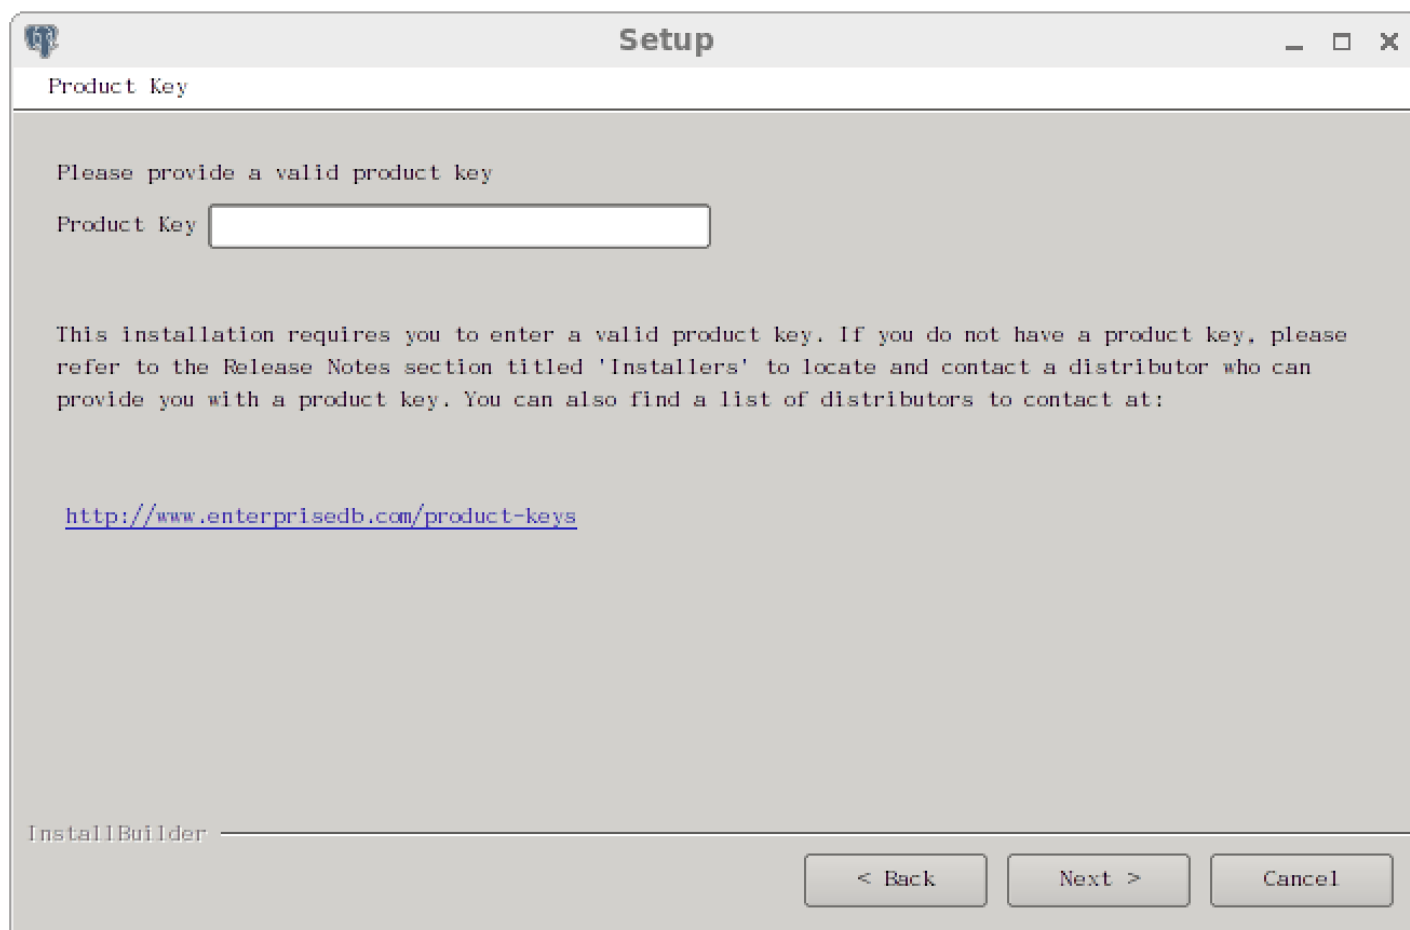 Setup
Product Key
Please provide a valid product key
Product Key
This installation requires you to enter a valid product key. If you do not have a product key, please
refer to the Release Notes section titled 'Installers' to locate and contact a distributor who can
provide you with a product key. You can also find a list of distributors to contact at:
http://www.enterprisedb.com/product-keys
InstallBuilder
< Back
Next >
Cancel